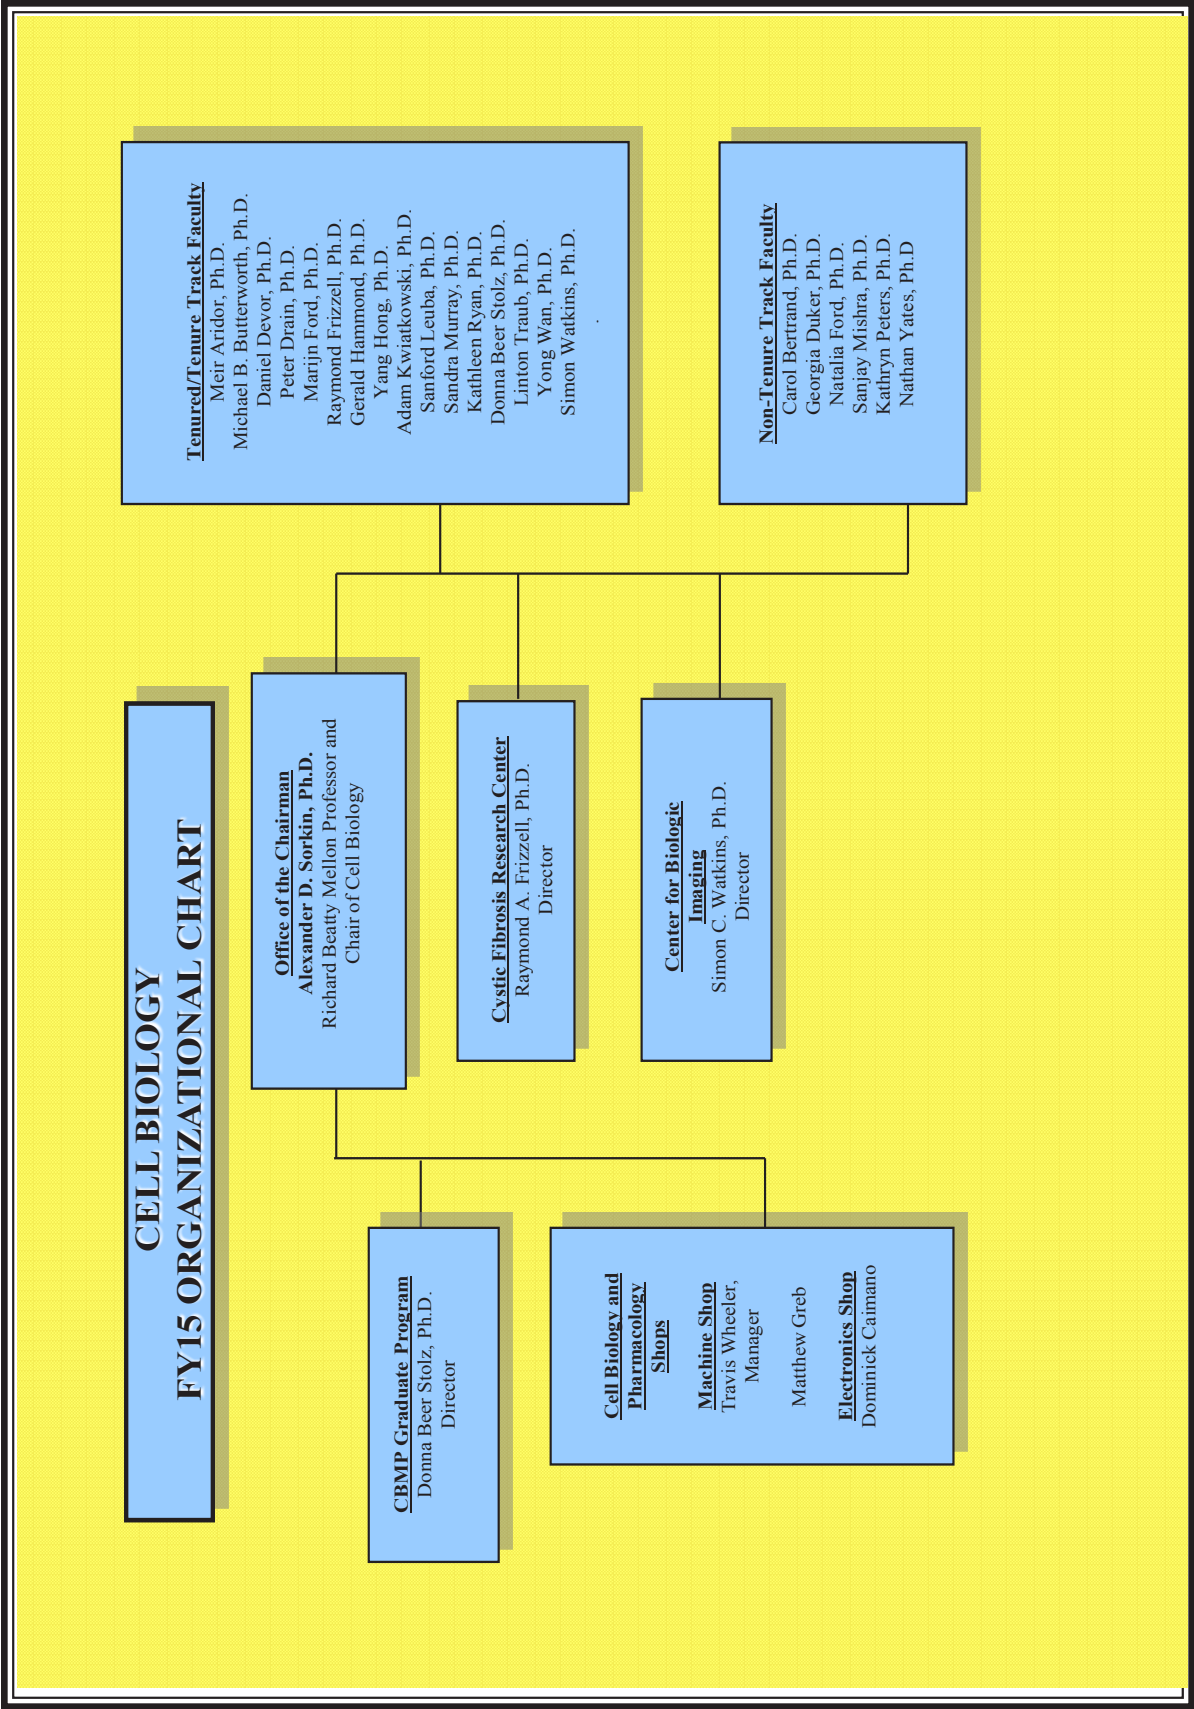 CELL BIOLOGY
FY15 ORGANIZATIONAL CHART
Office of the Chairman
Alexander D. Sorkin, Ph.D.
Richard Beatty Mellon Professor and
Chair of Cell Biology
CBMP Graduate Program
Donna Beer Stolz, Ph.D.
Director
Cell Biology and
Pharmacology
Shops
Machine Shop
Travis Wheeler,
Manager
Matthew Greb
Electronics Shop
Dominick Caimano
Cystic Fibrosis Research Center
Raymond A. Frizzell, Ph.D.
Director
Center for Biologic
Imaging
Simon C. Watkins, Ph.D.
Director
Tenured/Tenure Track Faculty
Meir Aridor, Ph.D.
Michael B. Butterworth, Ph.D.
Daniel Devor, Ph.D.
Peter Drain, Ph.D.
Marijn Ford, Ph.D.
Raymond Frizzell, Ph.D.
Gerald Hammond, Ph.D.
Yang Hong, Ph.D.
Adam Kwiatkowski, Ph.D.
Sanford Leuba, Ph.D.
Sandra Murray, Ph.D.
Kathleen Ryan, Ph.D.
Donna Beer Stolz, Ph.D.
Linton Traub, Ph.D.
Yong Wan, Ph.D.
Simon Watkins, Ph.D.
.
Non-Tenure Track Faculty
Carol Bertrand, Ph.D.
Georgia Duker, Ph.D.
Natalia Ford, Ph.D.
Sanjay Mishra, Ph.D.
Kathryn Peters, Ph.D.
Nathan Yates, Ph.D